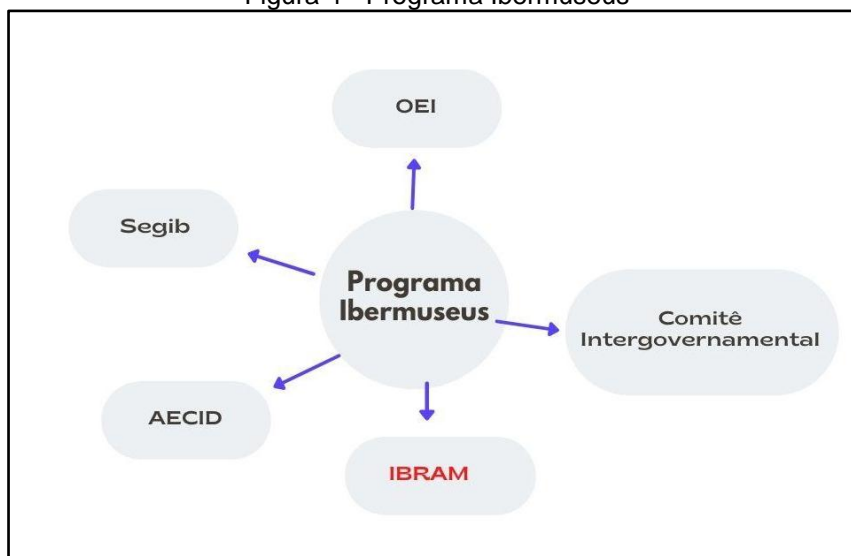 Figura 1 - Programa Ibermuseus
OEI
Segib
Programa
Ibermuseus
Comitê
Intergovernamental
AECID
IBRAM